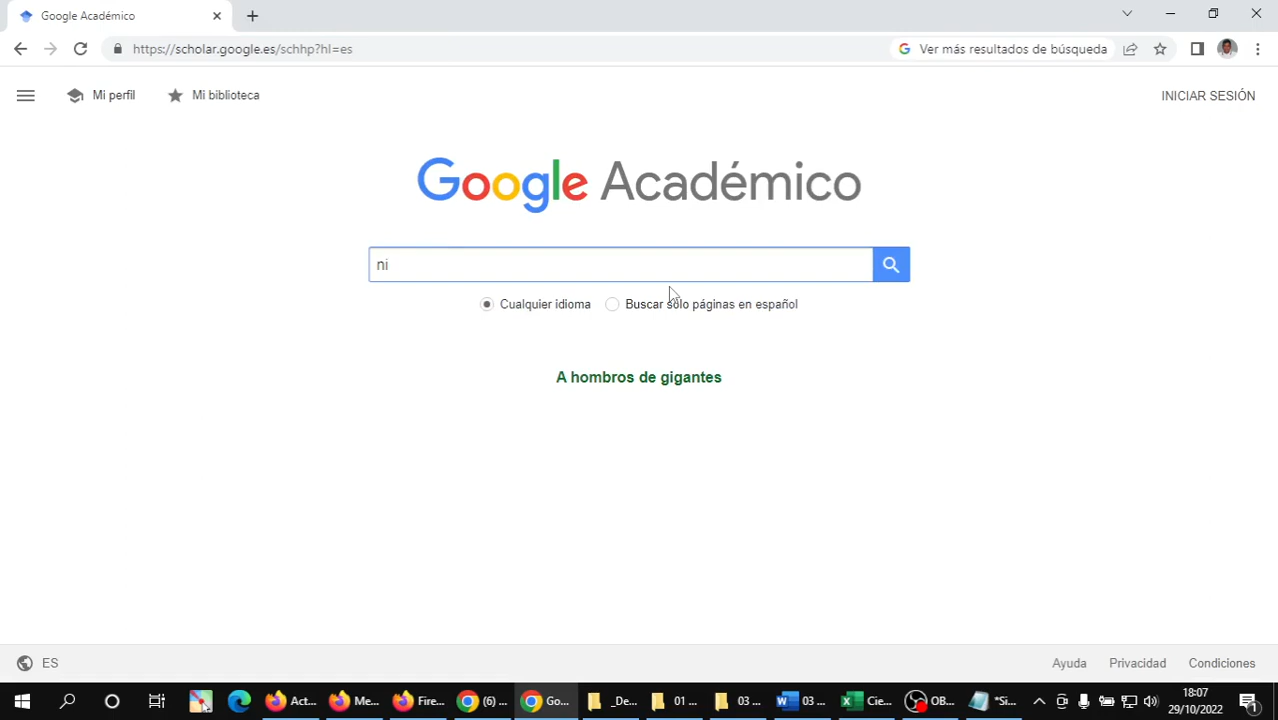 Google Académico
https://scholar.google.es/schhp?hl=es
Ver más resultados de búsqueda
Mi perfil
Mi biblioteca
INICIAR SESIÓN
Google Académico
ni
Cualquier idioma
Buscar sólo páginas en español
A hombros de gigantes
ES
Ayuda
Privacidad
Condiciones
Act...
Me...
Fire...
(6) ...
Go...
_De...
01 ...
03 ...
03 ...
Cie...
OB...
*Si...
18:07
29/10/2022
1